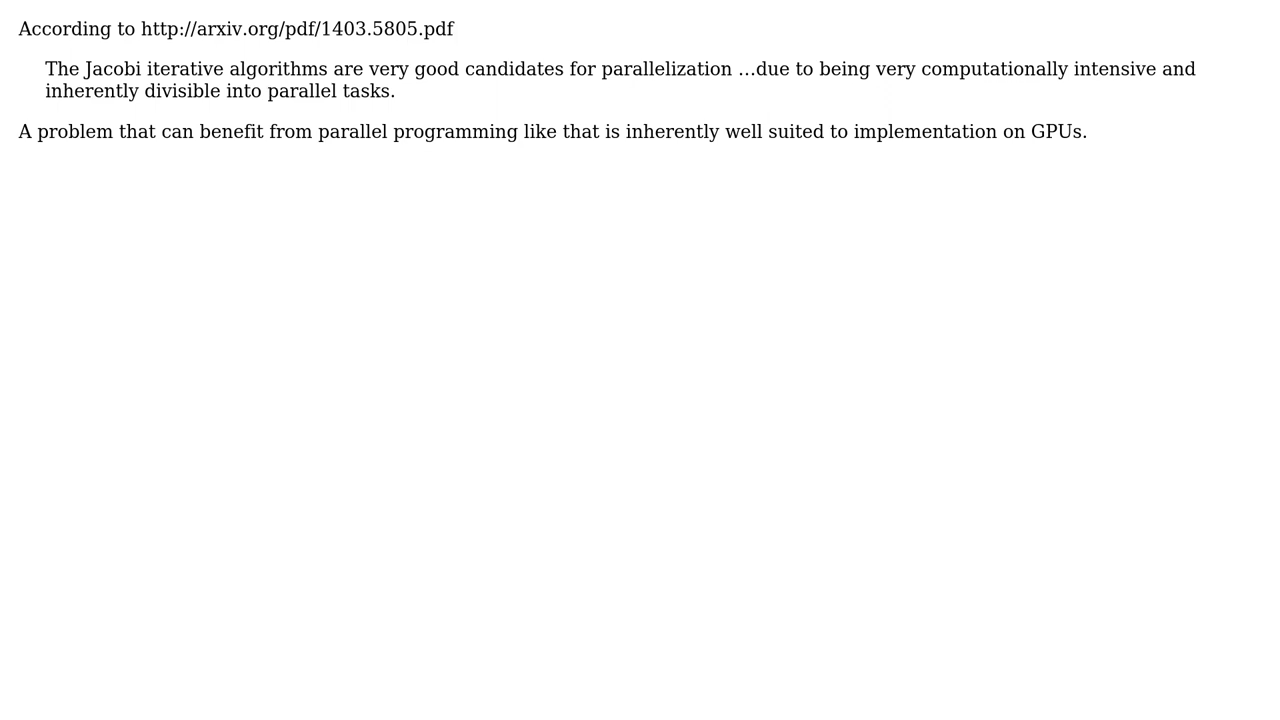 According to http://arxiv.org/pdf/1403.5805.pdf
The Jacobi iterative algorithms are very good candidates for parallelization …due to being very computationally intensive and
inherently divisible into parallel tasks.
A problem that can benefit from parallel programming like that is inherently well suited to implementation on GPUs.